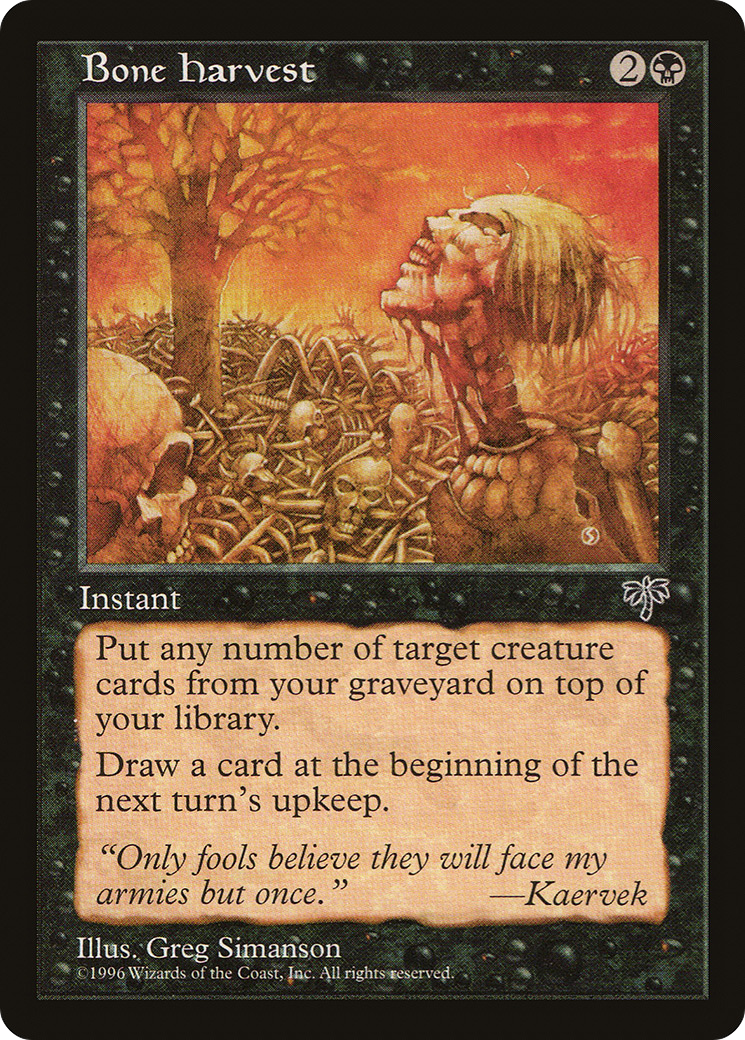 Bone Harvest 2
Instant
Put any number of target creature
cards from your graveyard on top of
your library.
Draw a card at the beginning of the
next turn's upkeep.
“Only fools believe they will face my
armies but once.” —Kaervek
Illus. Greg Simanson
©1996 Wizards of the Coast, Inc. All rights reserved.